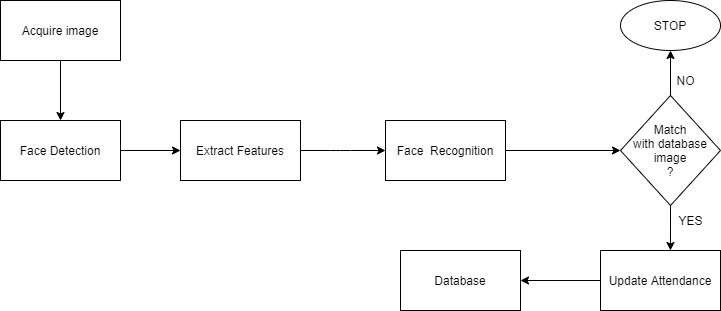 Acquire image
STOP
NO
Face Detection
Extract Features
Face Recognition
Match
with database
image
?
YES
Database
Update Attendance